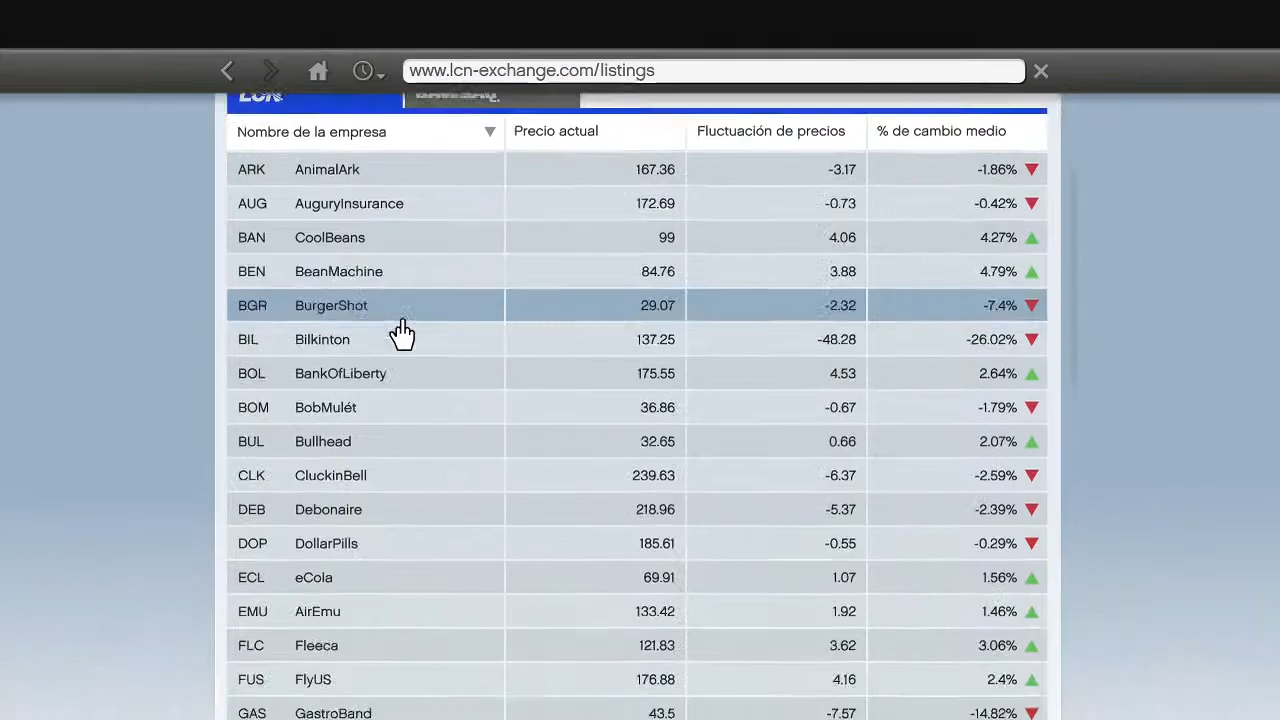 www.lcn-exchange.com/listings
LCN BAWSAQ
Nombre de la empresa Precio actual Fluctuación de precios % de cambio medio
ARK AnimalArk 167.36 -3.17 -1.86%
AUG AuguryInsurance 172.69 -0.73 -0.42%
BAN CoolBeans 99 4.06 4.27%
BEN BeanMachine 84.76 3.88 4.79%
BGR BurgerShot 29.07 -2.32 -7.4%
BIL Bilkinton 137.25 -48.28 -26.02%
BOL BankOfLiberty 175.55 4.53 2.64%
BOM BobMulét 36.86 -0.67 -1.79%
BUL Bullhead 32.65 0.66 2.07%
CLK CluckinBell 239.63 -6.37 -2.59%
DEB Debonaire 218.96 -5.37 -2.39%
DOP DollarPills 185.61 -0.55 -0.29%
ECL eCola 69.91 1.07 1.56%
EMU AirEmu 133.42 1.92 1.46%
FLC Fleeca 121.83 3.62 3.06%
FUS FlyUS 176.88 4.16 2.4%
GAS GastroBand 43.5 -7.57 -14.82%